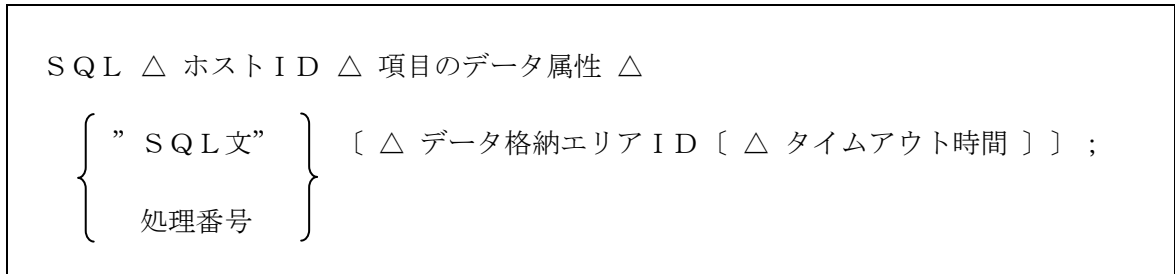 ＳＱＬ △ ホストＩＤ △ 項目のデータ属性 △
”ＳＱＬ文” 〔 △ データ格納エリアＩＤ〔 △ タイムアウト時間 〕〕；
処理番号